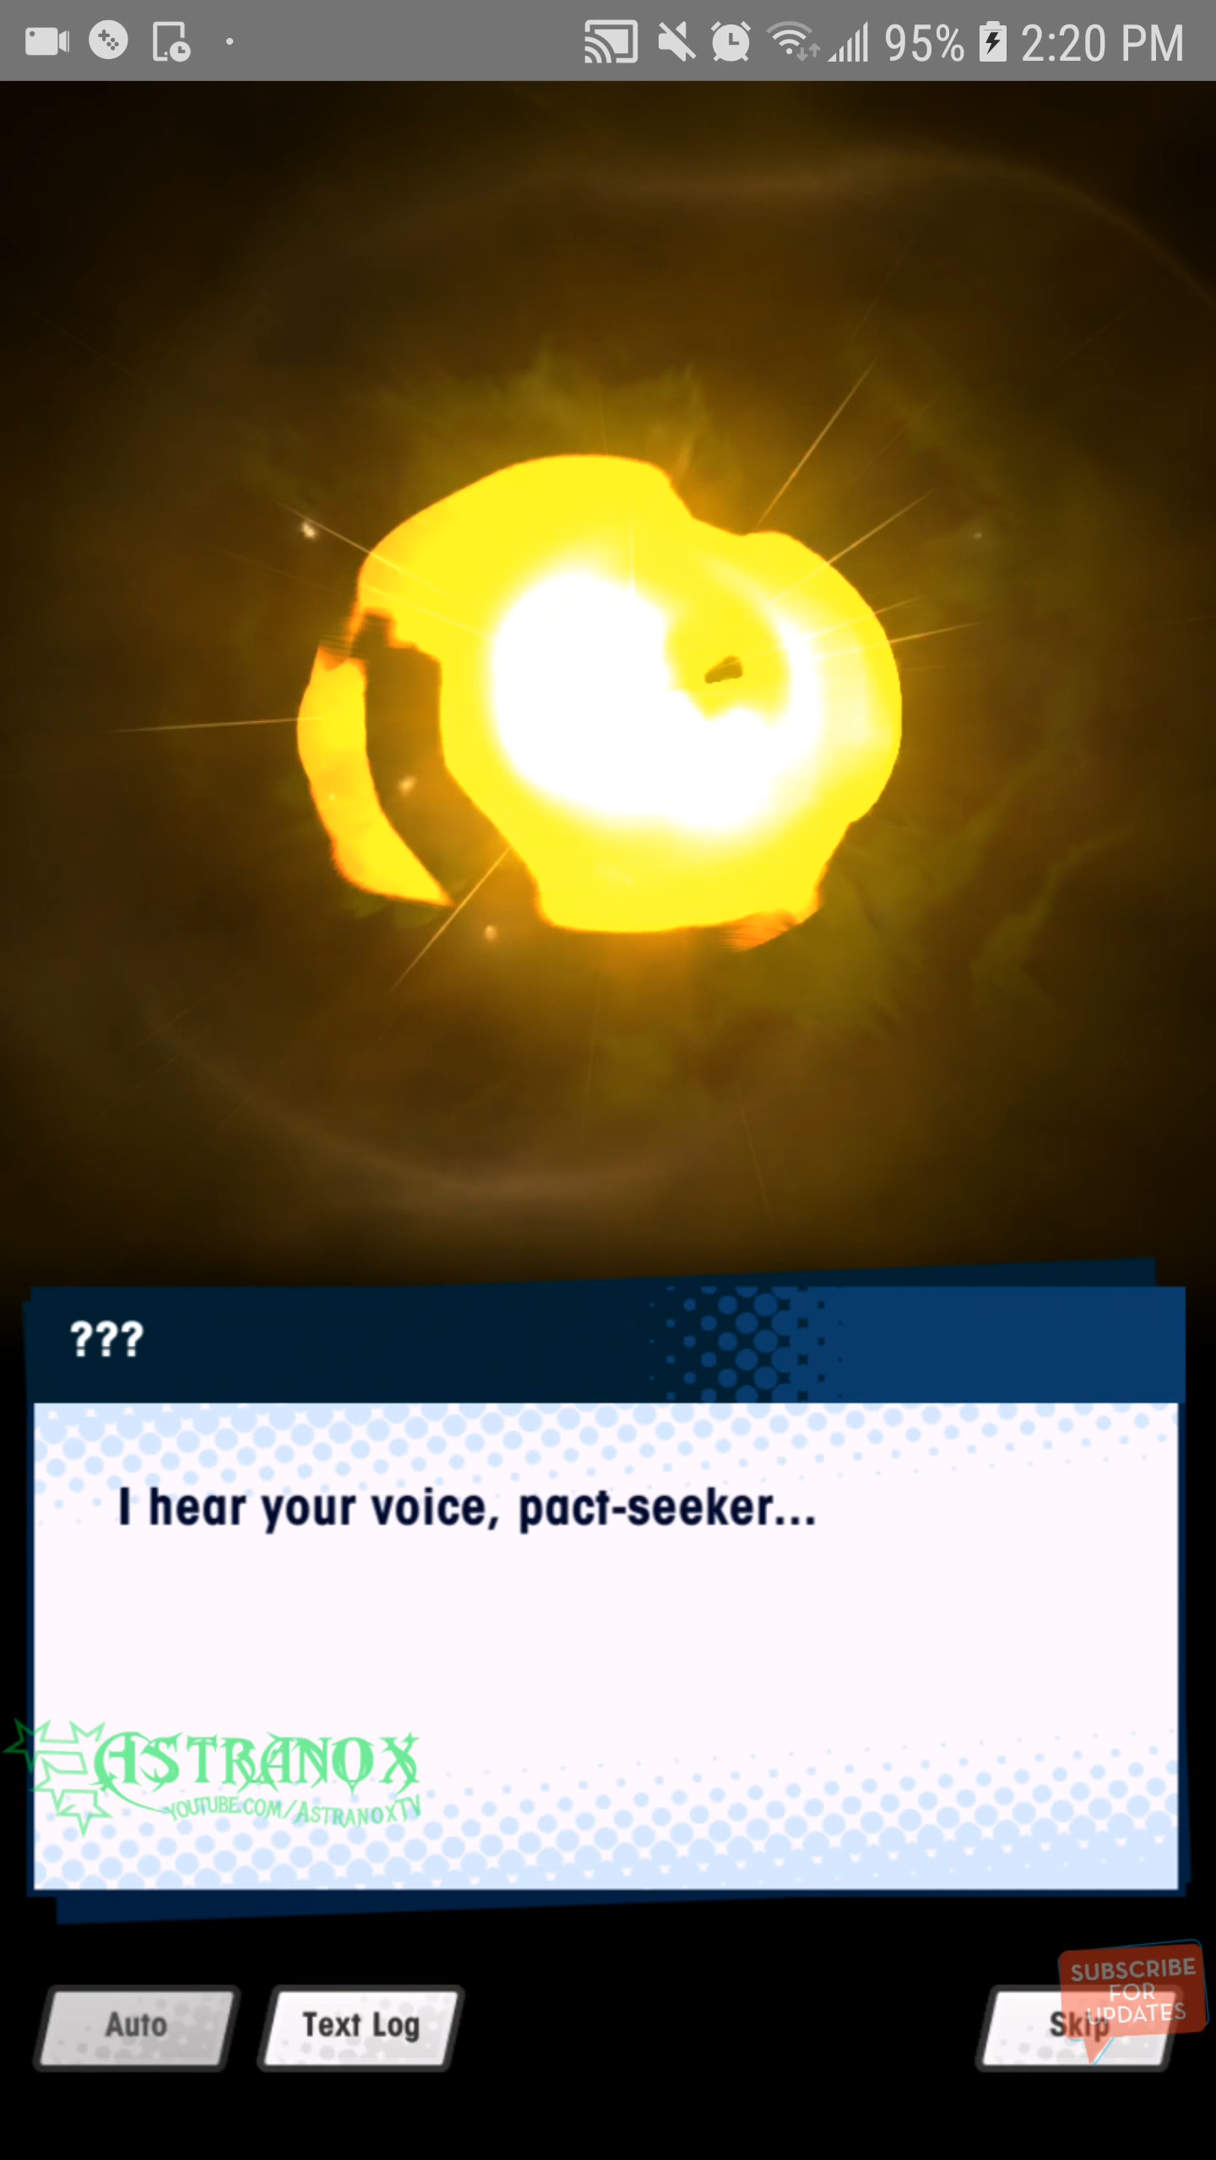 95% 2:20 PM
???
I hear your voice, pact-seeker...
ASTRANOX
YOUTUBE.COM/ASTRANOXTV
Auto
Text Log
Skip
SUBSCRIBE
FOR
UPDATES